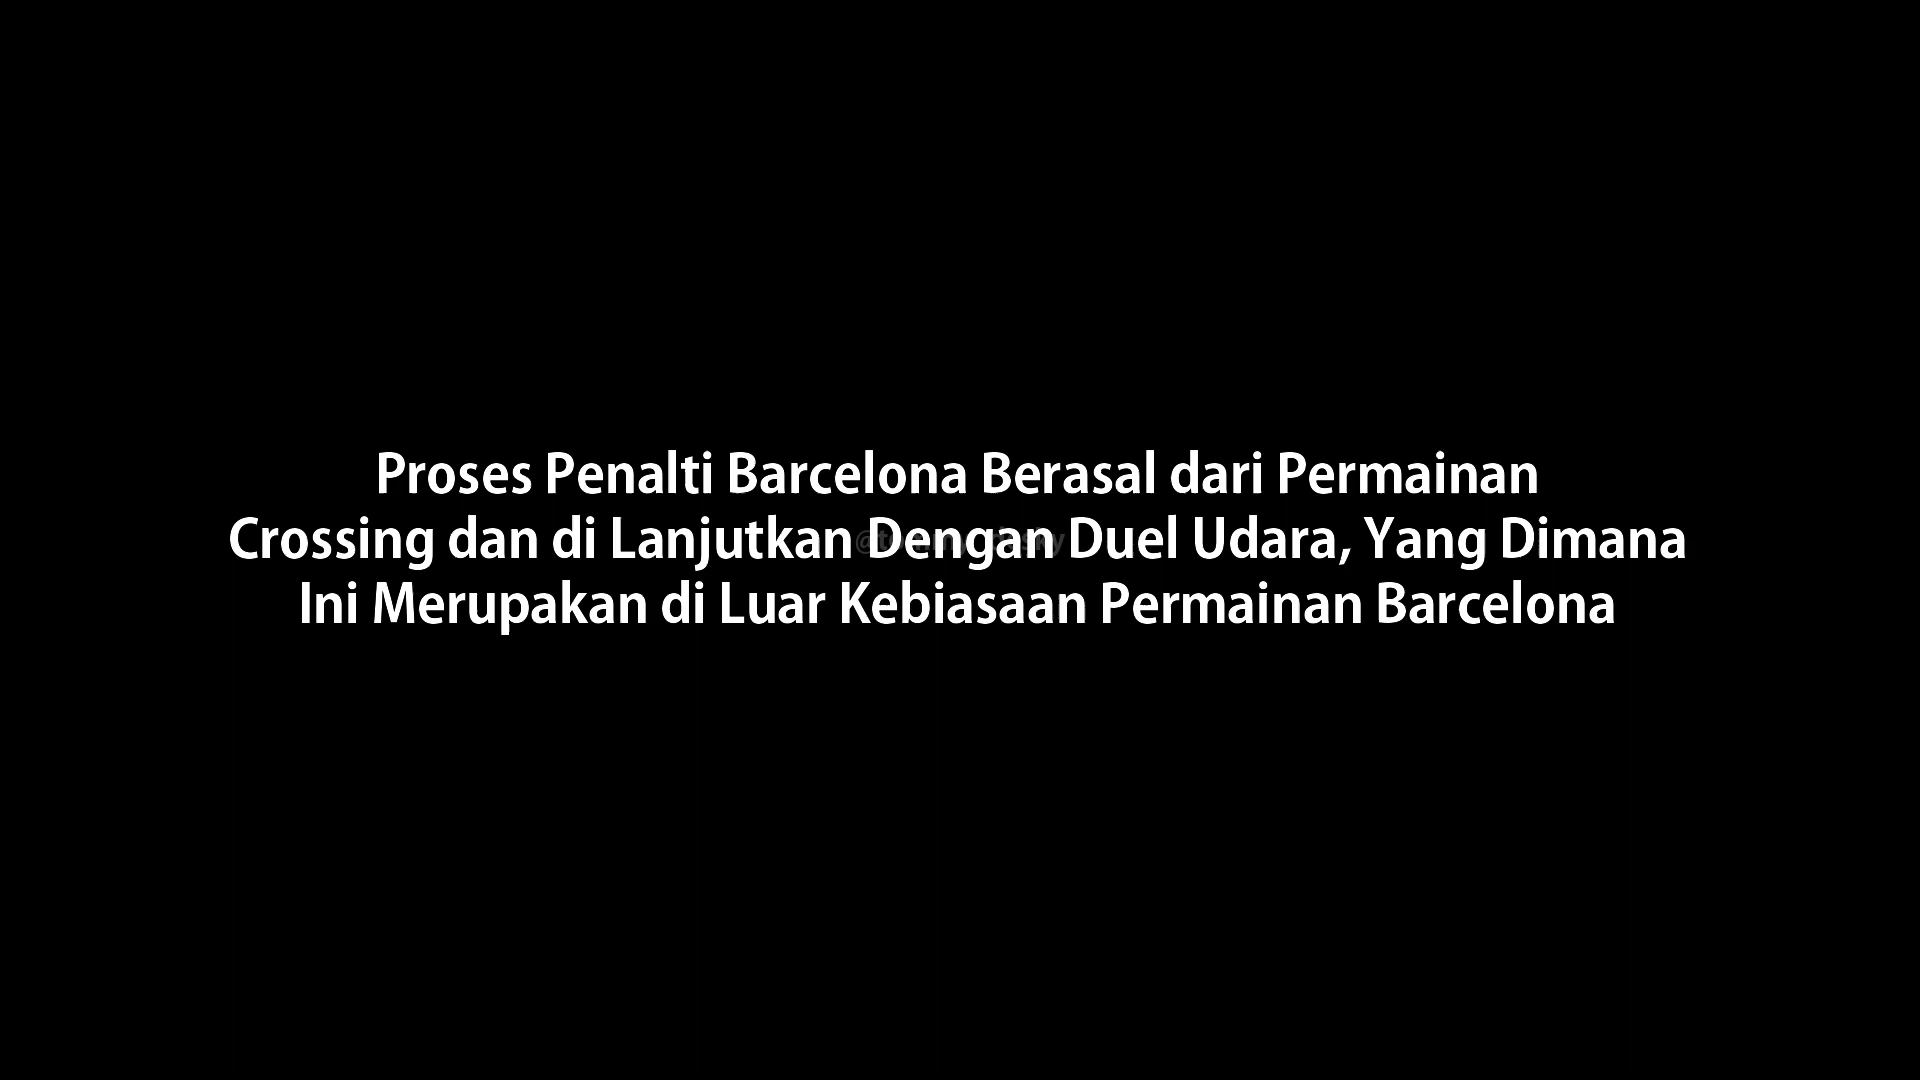 Proses Penalti Barcelona Berasal dari Permainan
Crossing dan di Lanjutkan Dengan Duel Udara, Yang Dimana
Ini Merupakan di Luar Kebiasaan Permainan Barcelona